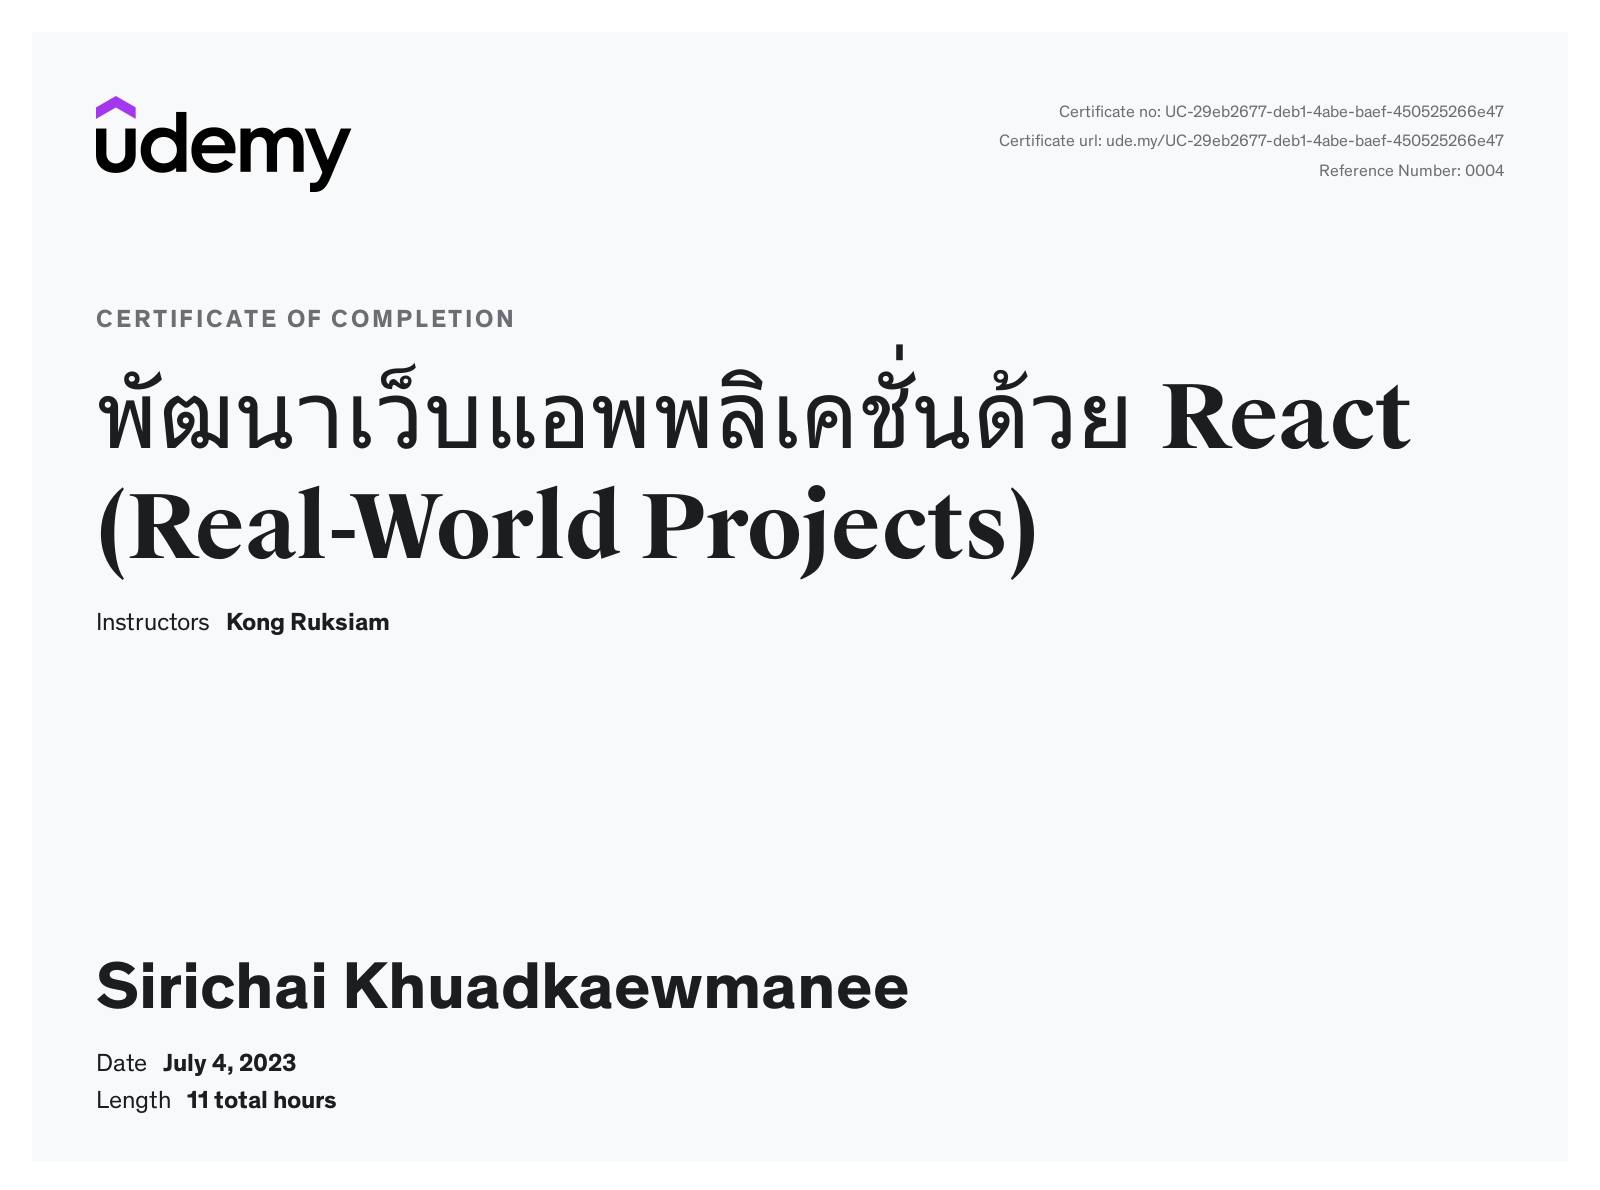 udemy
Certificate no: UC-29eb2677-deb1-4abe-baef-450525266e47
Certificate url: ude.my/UC-29eb2677-deb1-4abe-baef-450525266e47
Reference Number: 0004
CERTIFICATE OF COMPLETION
พัฒนาเว็บแอพพลิเคชั่นด้วย React
(Real-World Projects)
Instructors Kong Ruksiam
Sirichai Khuadkaewmanee
Date July 4, 2023
Length 11 total hours